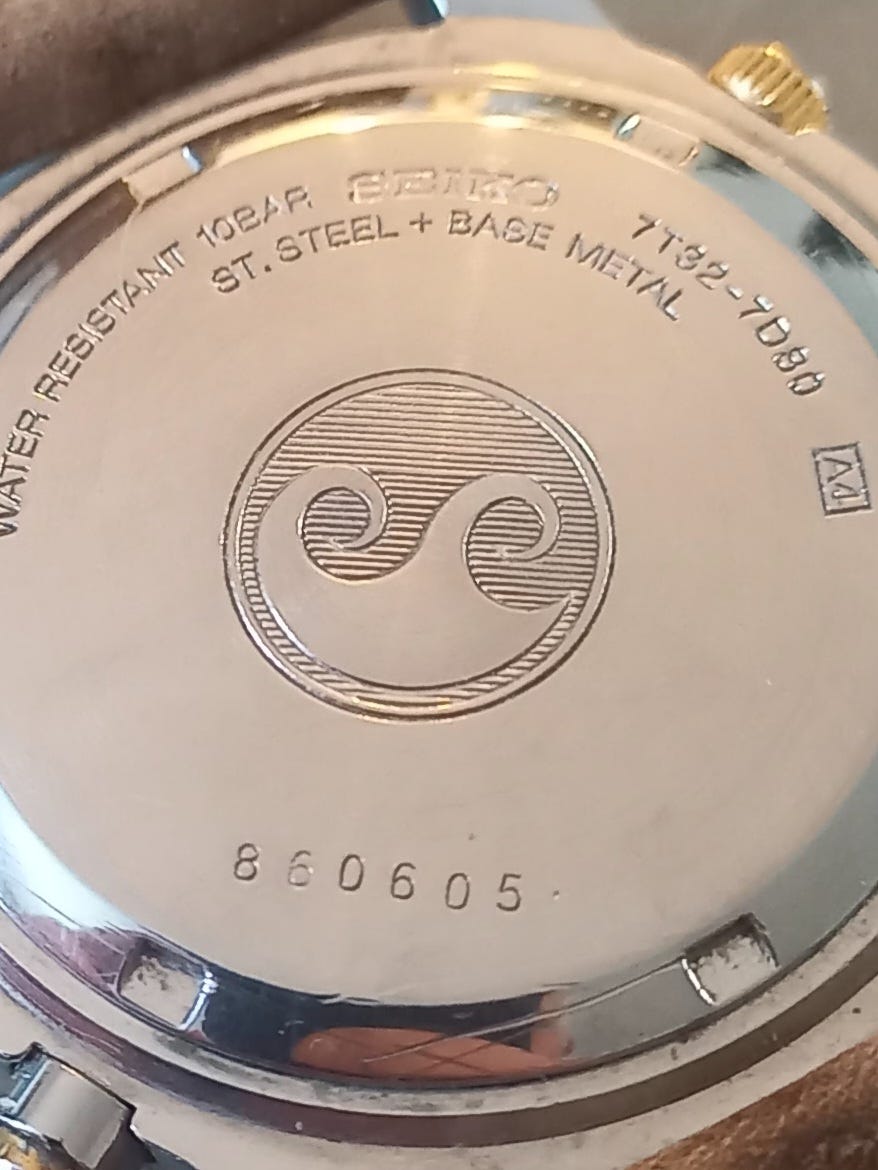 WATER RESISTANT 10BAR SEIKO 7T32-7D80 A4
ST. STEEL + BASE METAL
860605